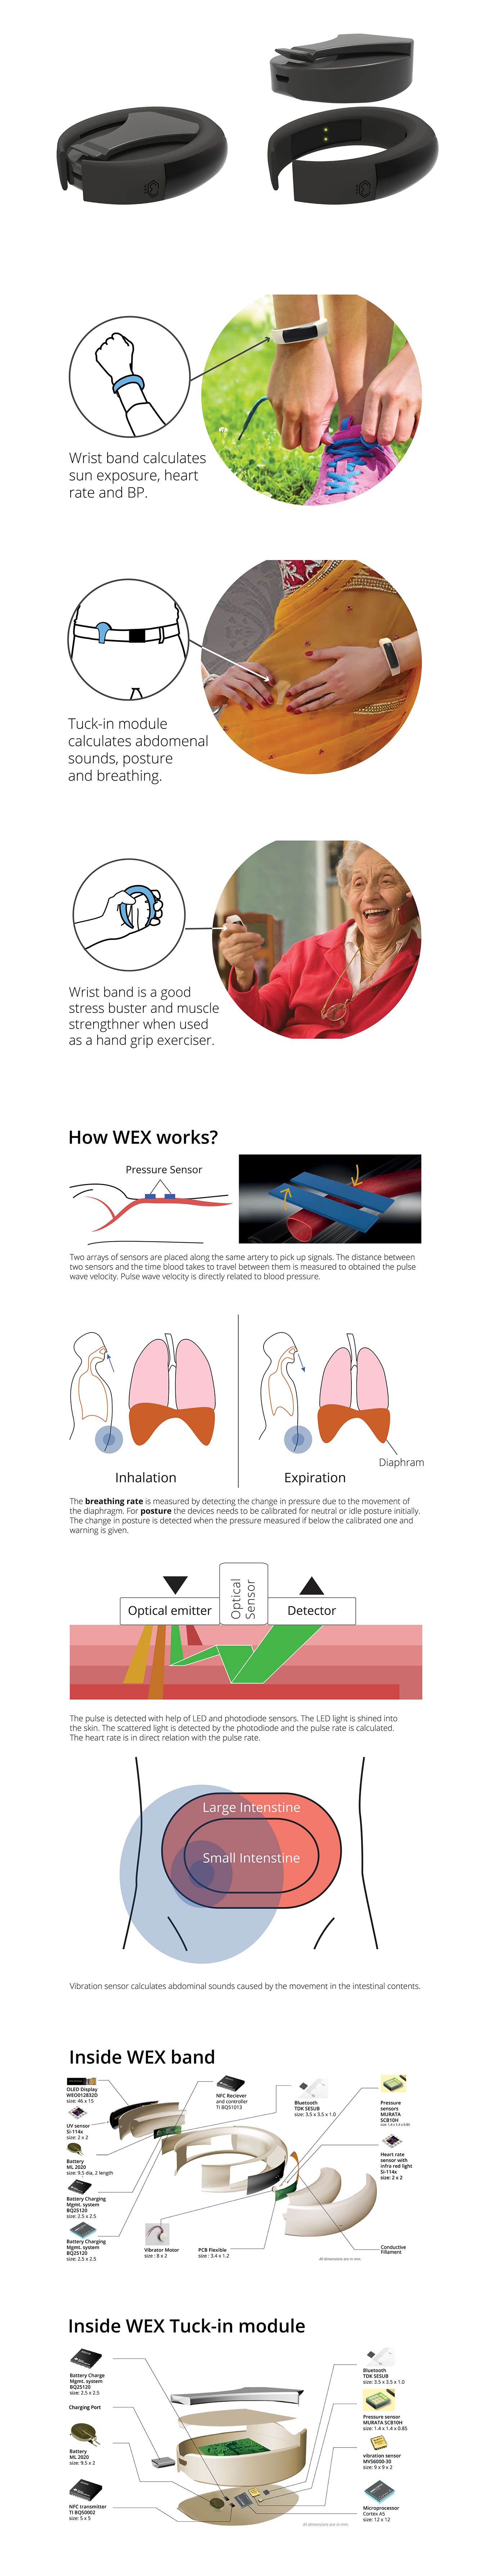 Wrist band calculates
sun exposure, heart
rate and BP.
Tuck-in module
calculates abdomenal
sounds, posture
and breathing.
Wrist band is a good
stress buster and muscle
strengthner when used
as a hand grip exerciser.
How WEX works?
Pressure Sensor
Two arrays of sensors are placed along the same artery to pick up signals. The distance between
two sensors and the time blood takes to travel between them is measured to obtained the pulse
wave velocity. Pulse wave velocity is directly related to blood pressure.
Diaphram
Inhalation
Expiration
The breathing rate is measured by detecting the change in pressure due to the movement of
the diaphragm. For posture the devices needs to be calibrated for neutral or idle posture initially.
The change in posture is detected when the pressure measured if below the calibrated one and
warning is given.
Optical emitter
Optical
Sensor
Detector
The pulse is detected with help of LED and photodiode sensors. The LED light is shined into
the skin. The scattered light is detected by the photodiode and the pulse rate is calculated.
The heart rate is in direct relation with the pulse rate.
Large Intenstine
Small Intenstine
Vibration sensor calculates abdominal sounds caused by the movement in the intestinal contents.
Inside WEX band
OLED Display
WEO012832D
size: 46 x 15
UV sensor
Si-114x
size: 2 x 2
Battery
ML 2020
size: 9.5 dia, 2 length
Battery Charging
Mgmt. system
BQ25120
size: 2.5 x 2.5
Battery Charging
Mgmt. system
BQ25120
size: 2.5 x 2.5
NFC Reciever
and controller
TI BQ51013
Bluetooth
TDK SESUB
size: 3.5 x 3.5 x 1.0
Pressure
sensors
MURATA
SCB10H
size: 1.4 x 1.4 x 0.85
Heart rate
sensor with
infra red light
Si-114x
size: 2 x 2
Vibrator Motor
size : 8 x 2
PCB Flexible
size : 3.4 x 1.2
Conductive
Filament
All dimensions are in mm.
Inside WEX Tuck-in module
Battery Charge
Mgmt. system
BQ25120
size: 2.5 x 2.5
Charging Port
Battery
ML 2020
size: 9.5 x 2
NFC transmitter
TI BQ50002
size: 5 x 5
Bluetooth
TDK SESUB
size: 3.5 x 3.5 x 1.0
Pressure sensor
MURATA SCB10H
size: 1.4 x 1.4 x 0.85
vibration sensor
MVS6000-30
size: 9 x 9 x 2
Microprocessor
Cortex A5
size: 12 x 12
All dimensions are in mm.